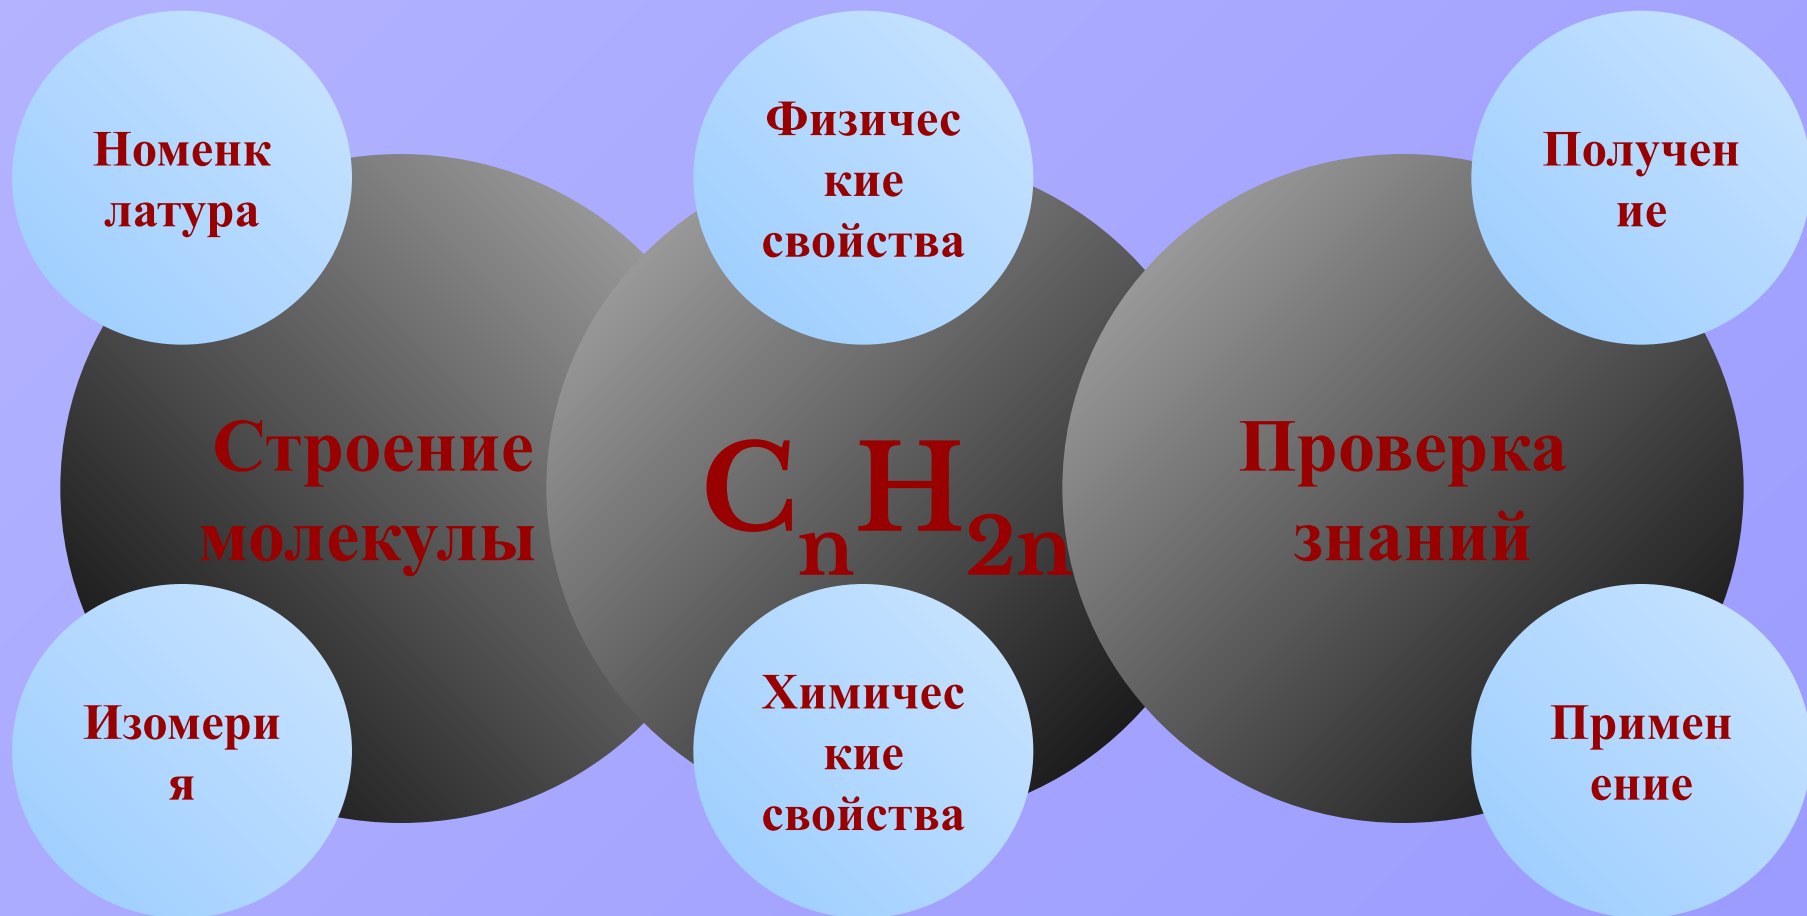 Номенк
латура
Физичес
кие
свойства
Получен
ие
Строение
молекулы
CₙH₂ₙ
Проверка
знаний
Изомери
я
Химичес
кие
свойства
Примен
ение